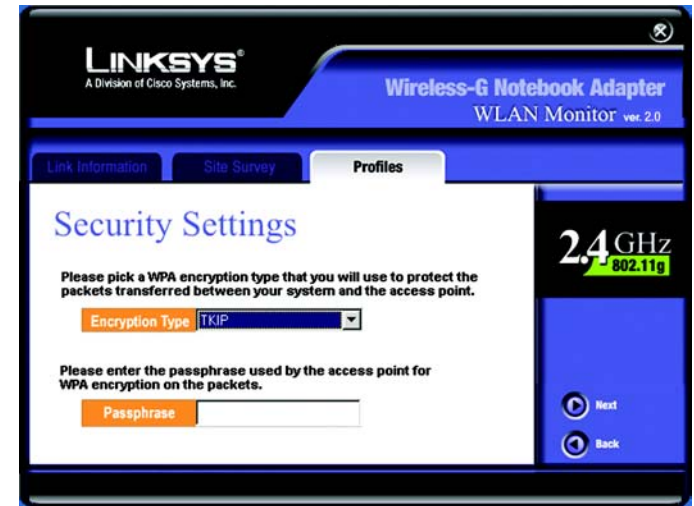 LINKSYS®
A Division of Cisco Systems, Inc.
Wireless-G Notebook Adapter
WLAN Monitor ver. 2.0
Link Information
Site Survey
Profiles
Security Settings
Please pick a WPA encryption type that you will use to protect the
packets transferred between your system and the access point.
Encryption Type TKIP
Please enter the passphrase used by the access point for
WPA encryption on the packets.
Passphrase
2.4 GHz
802.11g
Next
Back